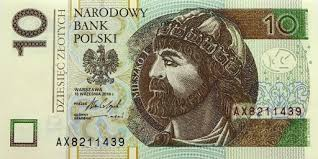 10
NARODOWY
BANK
POLSKI
10
DZIESIĘĆ ZŁOTYCH
MIESZKO I
WARSZAWA
AX8211439
AX8211439